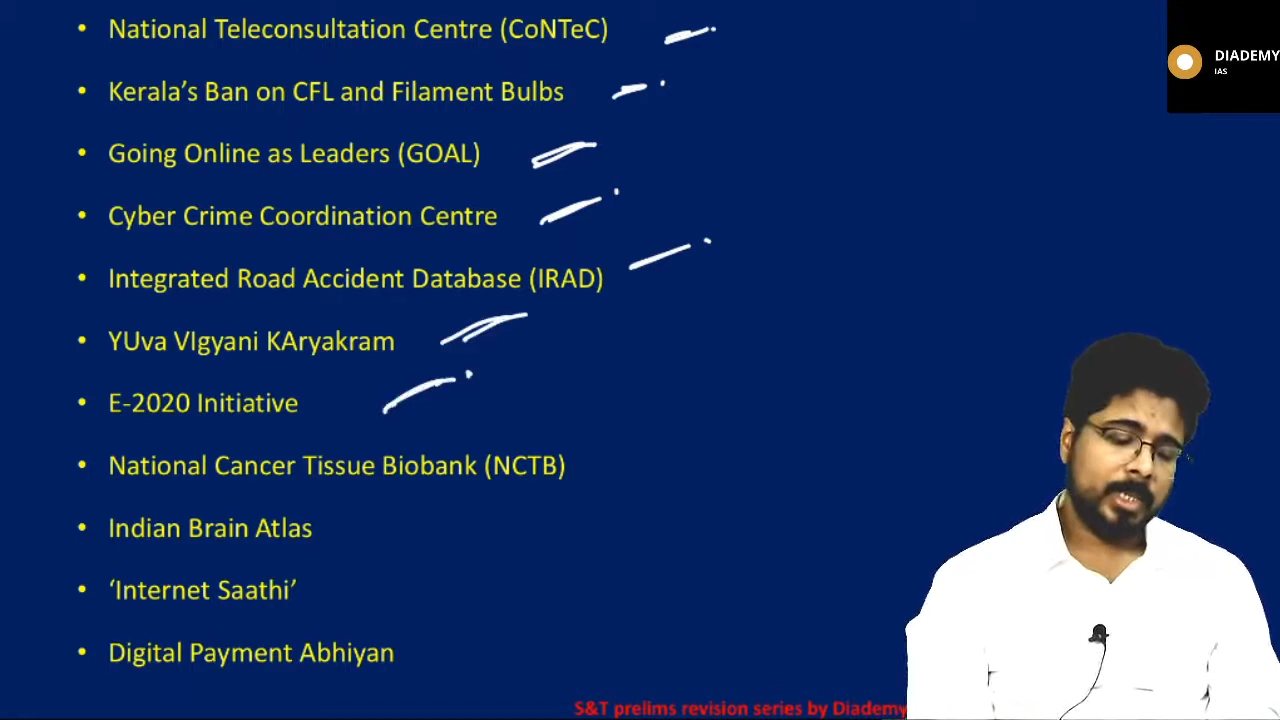 • National Teleconsultation Centre (CoNTeC)
• Kerala’s Ban on CFL and Filament Bulbs
• Going Online as Leaders (GOAL)
• Cyber Crime Coordination Centre
• Integrated Road Accident Database (IRAD)
• YUva VIgyani KAryakram
• E-2020 Initiative
• National Cancer Tissue Biobank (NCTB)
• Indian Brain Atlas
• ‘Internet Saathi’
• Digital Payment Abhiyan
DIADEMY
IAS
S&T prelims revision series by Diademy